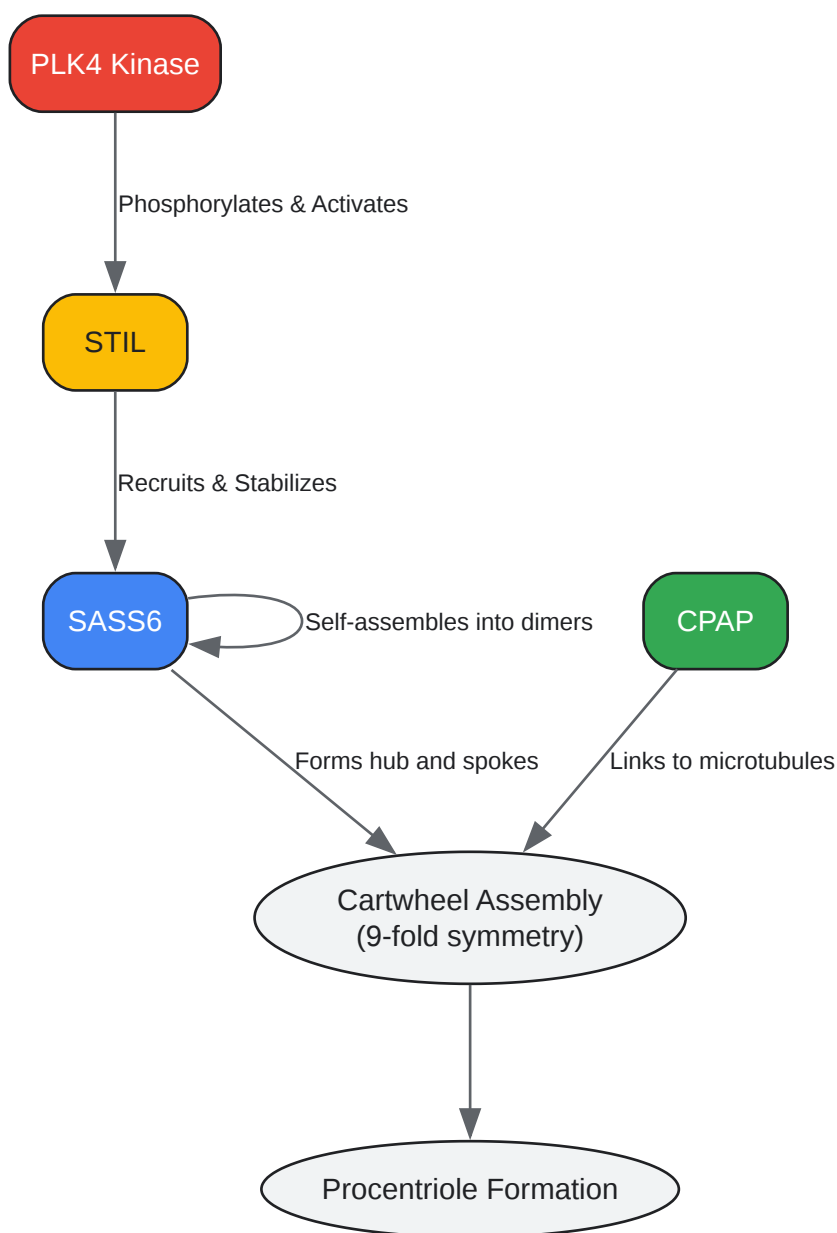 PLK4 Kinase
Phosphorylates & Activates
STIL
Recruits & Stabilizes
SASS6
Self-assembles into dimers
CPAP
Forms hub and spokes
Links to microtubules
Cartwheel Assembly
(9-fold symmetry)
Procentriole Formation